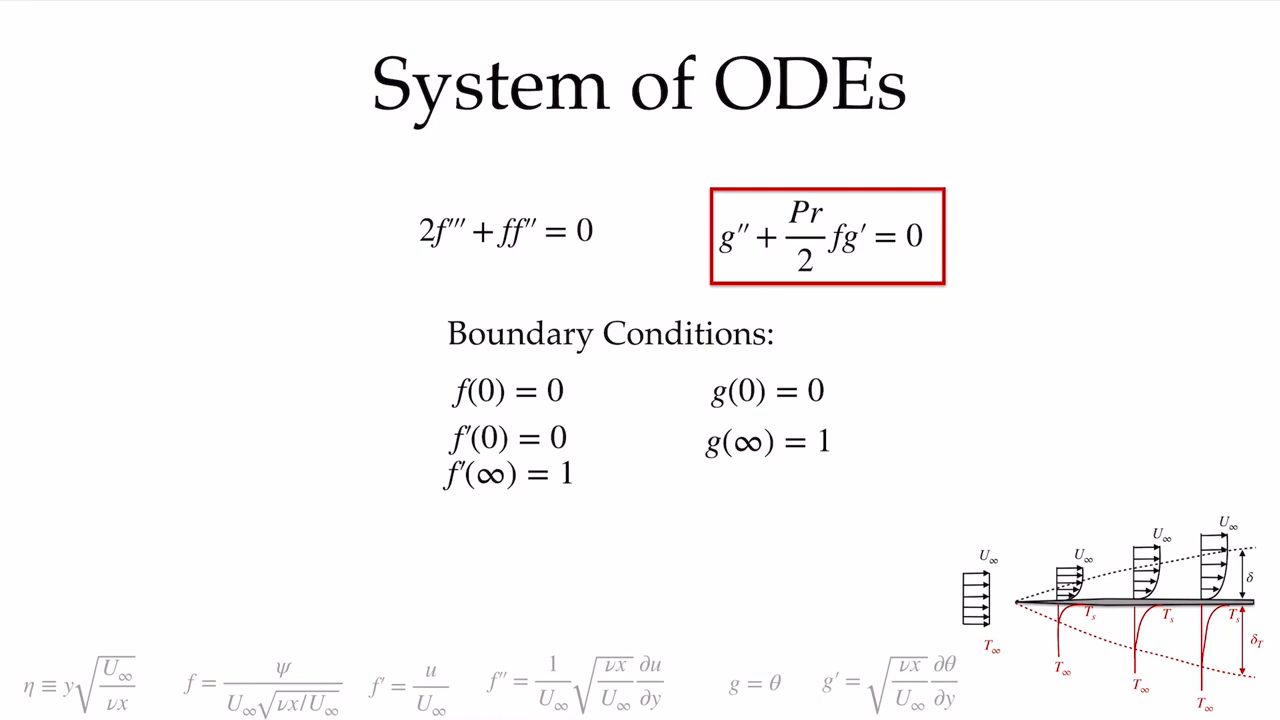 System of ODEs
2f''' + ff'' = 0
g'' + Pr/2 fg' = 0
Boundary Conditions:
f(0) = 0
g(0) = 0
f'(0) = 0
g(∞) = 1
f'(∞) = 1
U∞
U∞
U∞
U∞
δ
T∞
Ts
Ts
Ts
δT
T∞
T∞
T∞
η ≡ y√(U∞/νx)
f = ψ/(U∞√(νx/U∞))
f' = u/U∞
f'' = 1/U∞ √(νx/U∞) ∂u/∂y
g = θ
g' = √(νx/U∞) ∂θ/∂y